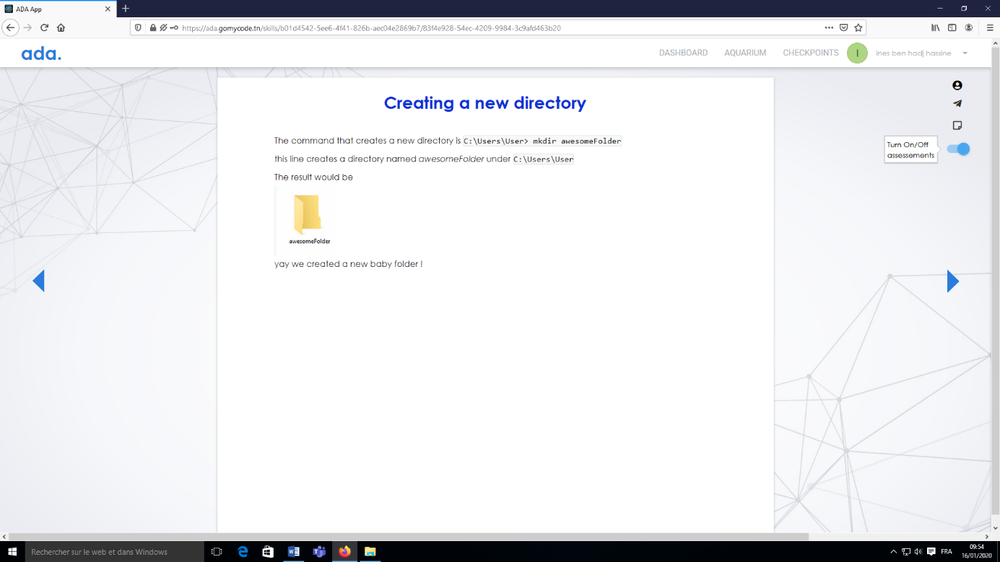 ADA App
https://ada.gomycode.tn/skills/b01d4542-5ee6-4f41-826b-aec04e2869b7/83f4e928-54ec-4209-9984-3c9afd463b20
ada.
DASHBOARD
AQUARIUM
CHECKPOINTS
I
ines ben hadj hassine
Creating a new directory
The command that creates a new directory is C:\Users\User> mkdir awesomeFolder
this line creates a directory named awesomeFolder under C:\Users\User
The result would be
awesomeFolder
yay we created a new baby folder !
Turn On/Off
assessements
Rechercher sur le web et dans Windows
FRA
09:54
16/01/2020